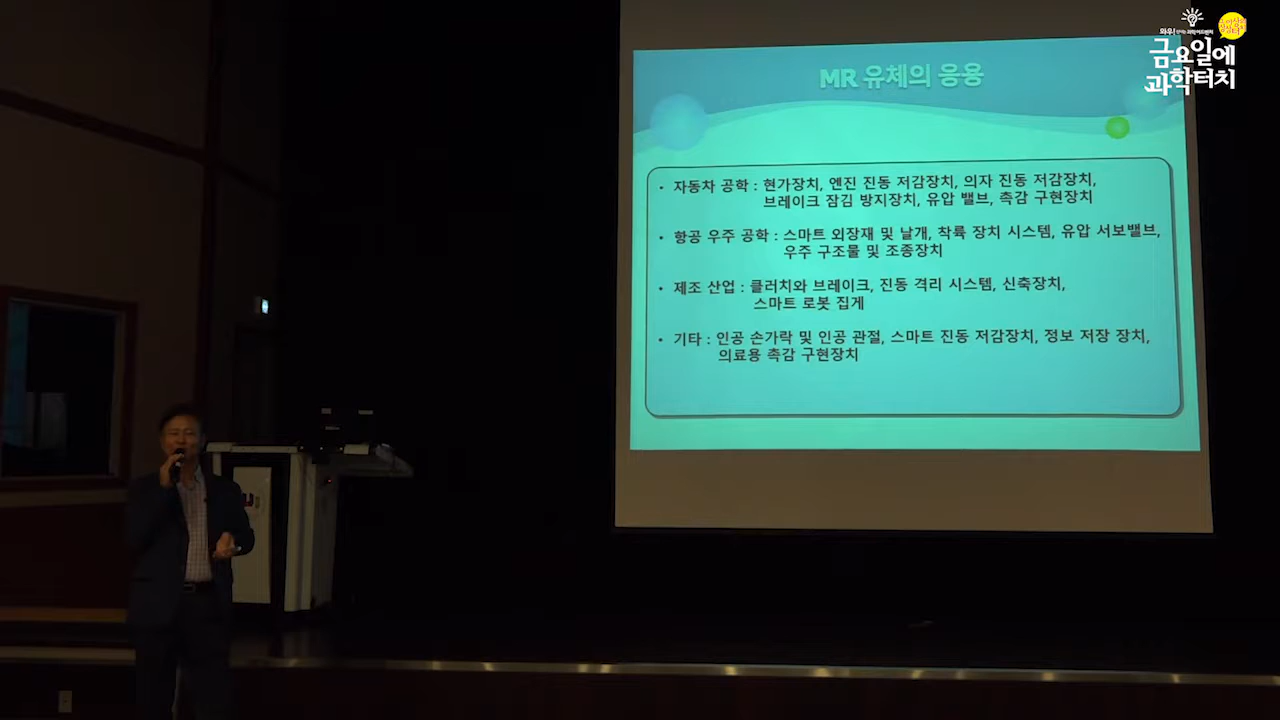 와우!
금요일에
과학터치
MR 유체의 응용
• 자동차 공학 : 현가장치, 엔진 진동 저감장치, 의자 진동 저감장치,
브레이크 잠김 방지장치, 유압 밸브, 촉감 구현장치
• 항공 우주 공학 : 스마트 외장재 및 날개, 착륙 장치 시스템, 유압 서보밸브,
우주 구조물 및 조종장치
• 제조 산업 : 클러치와 브레이크, 진동 격리 시스템, 신축장치,
스마트 로봇 집게
• 기타 : 인공 손가락 및 인공 관절, 스마트 진동 저감장치, 정보 저장 장치,
의료용 촉감 구현장치